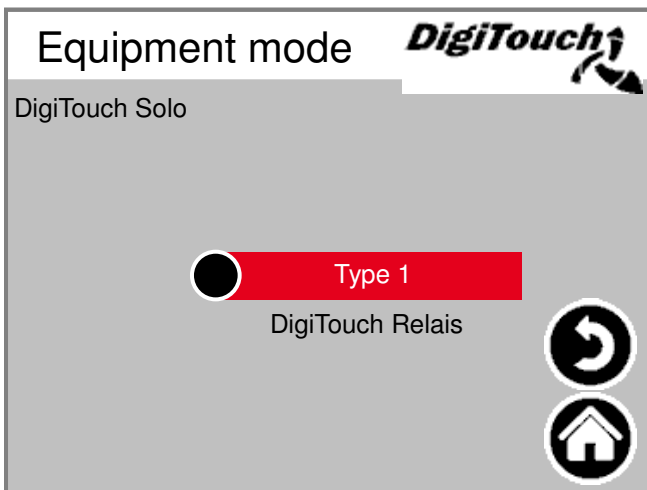 Equipment mode
DigiTouch
DigiTouch Solo
Type 1
DigiTouch Relais